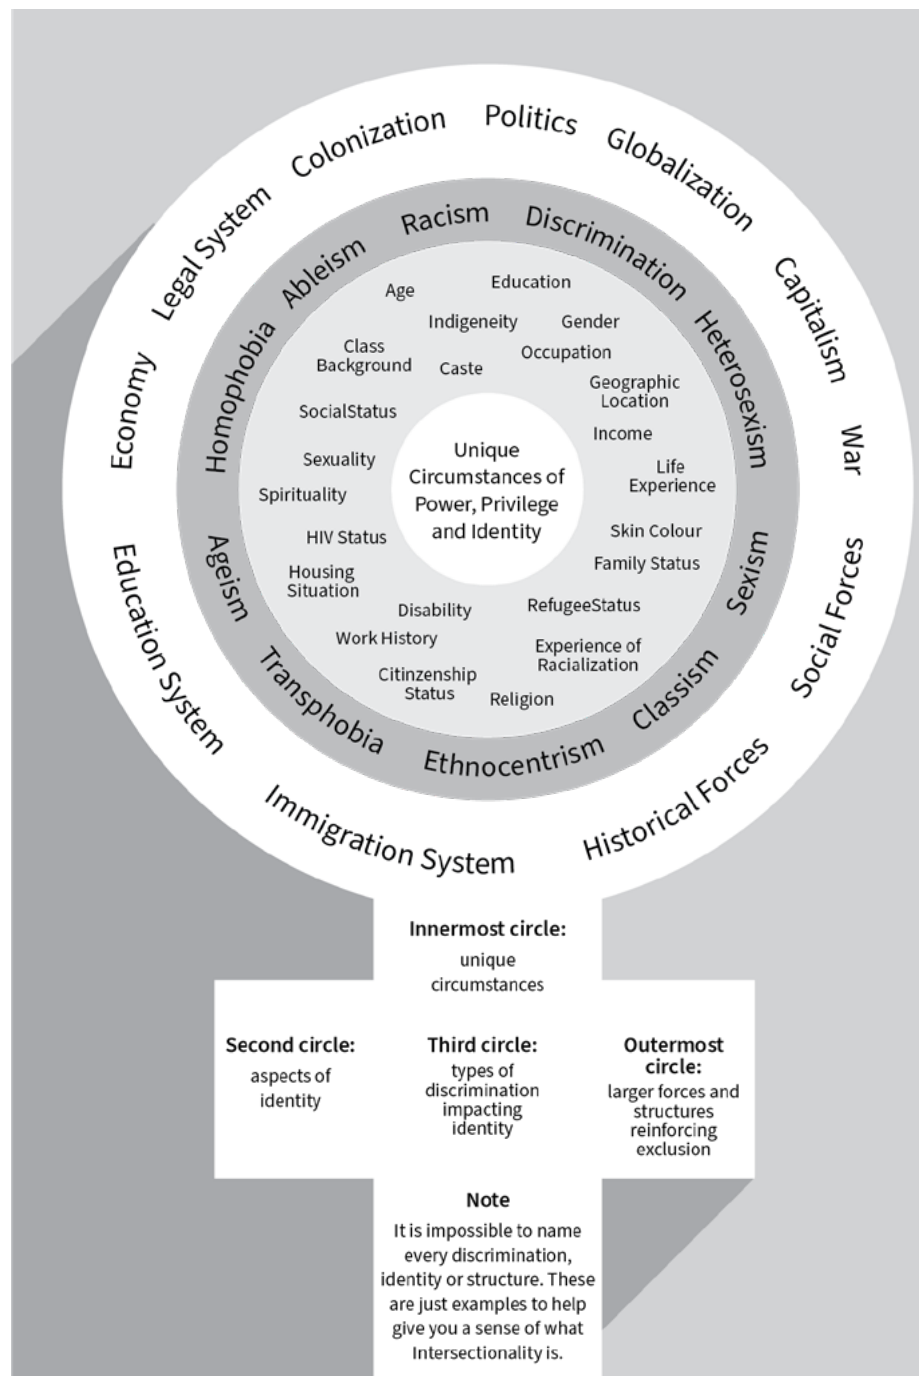 Politics
Globalization
Capitalism
War
Social Forces
Historical Forces
Immigration System
Education System
Economy
Legal System
Colonization
Racism
Discrimination
Heterosexism
Sexism
Classism
Ethnocentrism
Transphobia
Ageism
Homophobia
Ableism
Age
Education
Indigeneity
Gender
Class
Background
Caste
Occupation
Geographic
Location
SocialStatus
Income
Sexuality
Life
Experience
Spirituality
HIV Status
Skin Colour
Family Status
Housing
Situation
Disability
RefugeeStatus
Work History
Experience of
Racialization
Citinzenship
Status
Religion
Unique
Circumstances of
Power, Privilege
and Identity
Innermost circle:
unique
circumstances
Second circle:
aspects of
identity
Third circle:
types of
discrimination
impacting
identity
Outermost
circle:
larger forces and
structures
reinforcing
exclusion
Note
It is impossible to name
every discrimination,
identity or structure. These
are just examples to help
give you a sense of what
Intersectionality is.